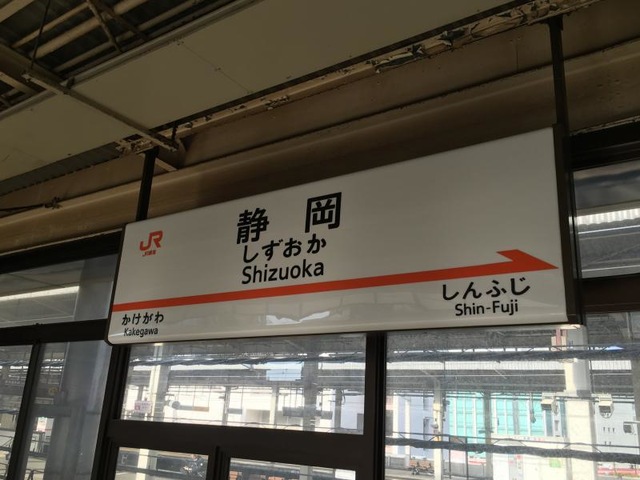 JR
静岡
しずおか
Shizuoka
かけがわ
Kakegawa
しんふじ
Shin-Fuji